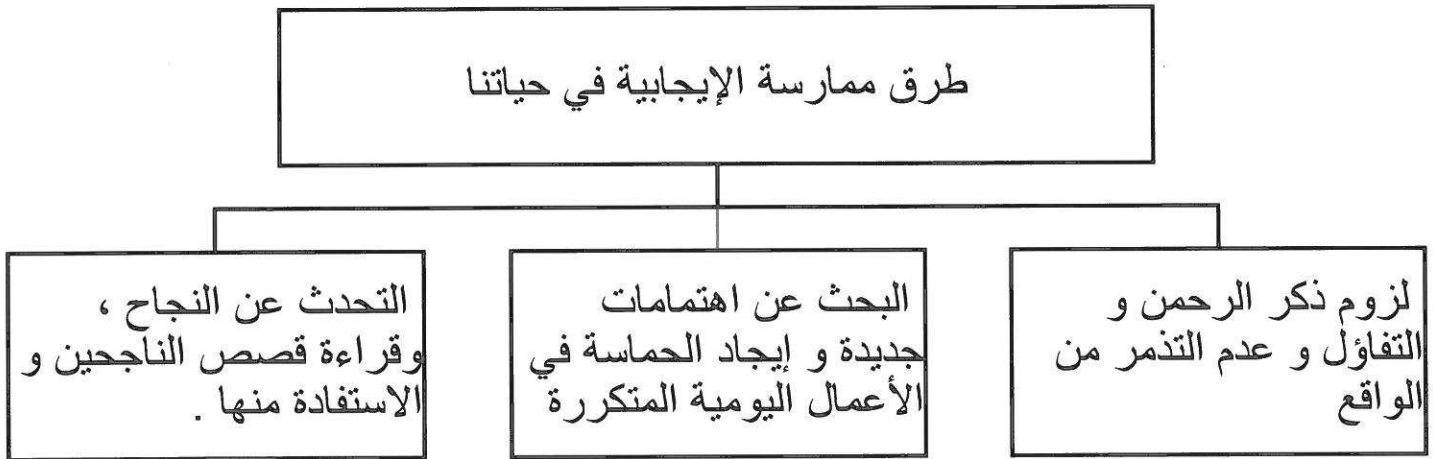 طرق ممارسة الإيجابية في حياتنا
لزوم ذكر الرحمن و
التفاؤل و عدم التذمر من
الواقع
البحث عن اهتمامات
جديدة و إيجاد الحماسة في
الأعمال اليومية المتكررة
التحدث عن النجاح ،
وقراءة قصص الناجحين و
الاستفادة منها .